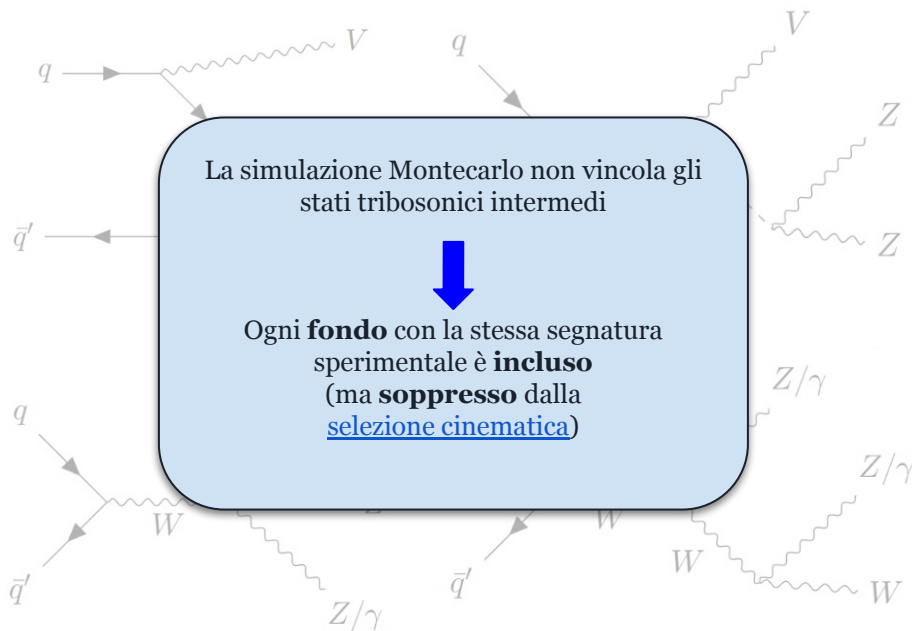 V
V
q
q
Z
La simulazione Montecarlo non vincola gli
stati tribosonici intermedi
q̄′
Z
Ogni fondo con la stessa segnatura
sperimentale è incluso
(ma soppresso dalla
selezione cinematica)
Z/γ
q
Z/γ
W
W
W
q̄′
q̄′
W
Z/γ